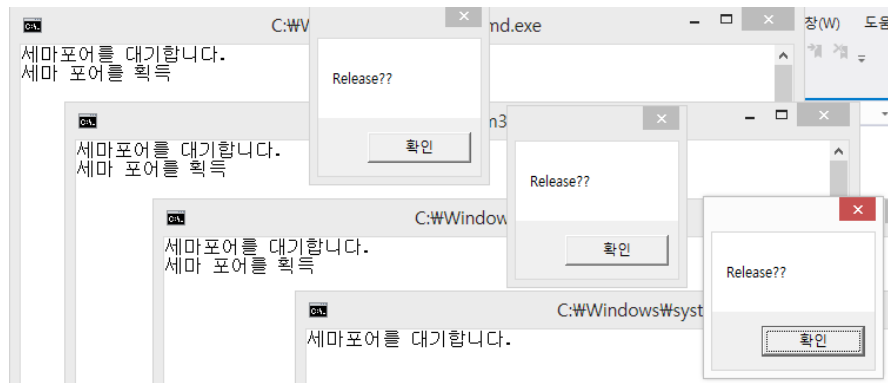 C:\W
md.exe
창(W) 도움
세마포어를 대기합니다.
세마 포어를 획득
Release??
확인
m3
세마포어를 대기합니다.
세마 포어를 획득
Release??
확인
C:\Window
세마포어를 대기합니다.
세마 포어를 획득
Release??
확인
C:\Windows\syst
세마포어를 대기합니다.